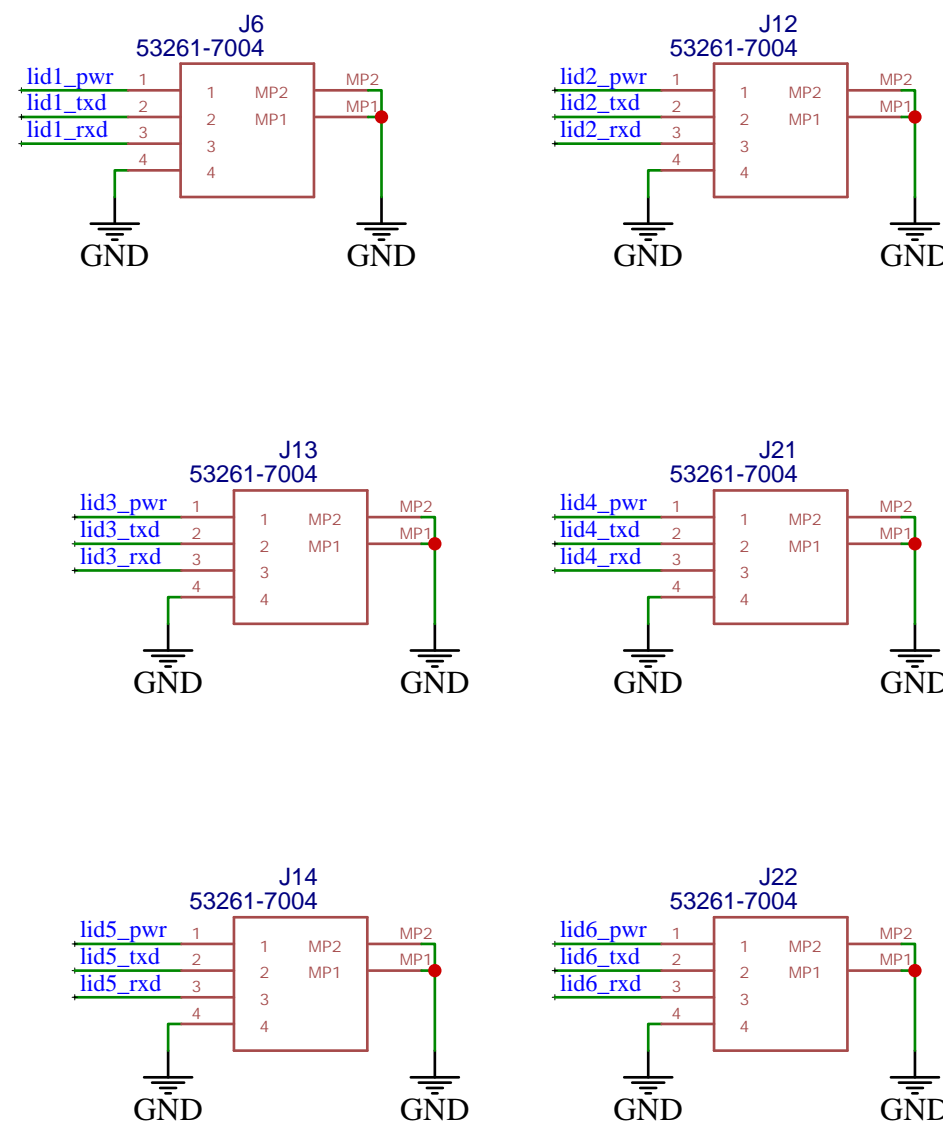 J6
53261-7004
lid1_pwr 1 1 MP2 MP2
lid1_txd 2 2 MP1 MP1
lid1_rxd 3 3
4 4
GND GND
J12
53261-7004
lid2_pwr 1 1 MP2 MP2
lid2_txd 2 2 MP1 MP1
lid2_rxd 3 3
4 4
GND GND
J13
53261-7004
lid3_pwr 1 1 MP2 MP2
lid3_txd 2 2 MP1 MP1
lid3_rxd 3 3
4 4
GND GND
J21
53261-7004
lid4_pwr 1 1 MP2 MP2
lid4_txd 2 2 MP1 MP1
lid4_rxd 3 3
4 4
GND GND
J14
53261-7004
lid5_pwr 1 1 MP2 MP2
lid5_txd 2 2 MP1 MP1
lid5_rxd 3 3
4 4
GND GND
J22
53261-7004
lid6_pwr 1 1 MP2 MP2
lid6_txd 2 2 MP1 MP1
lid6_rxd 3 3
4 4
GND GND